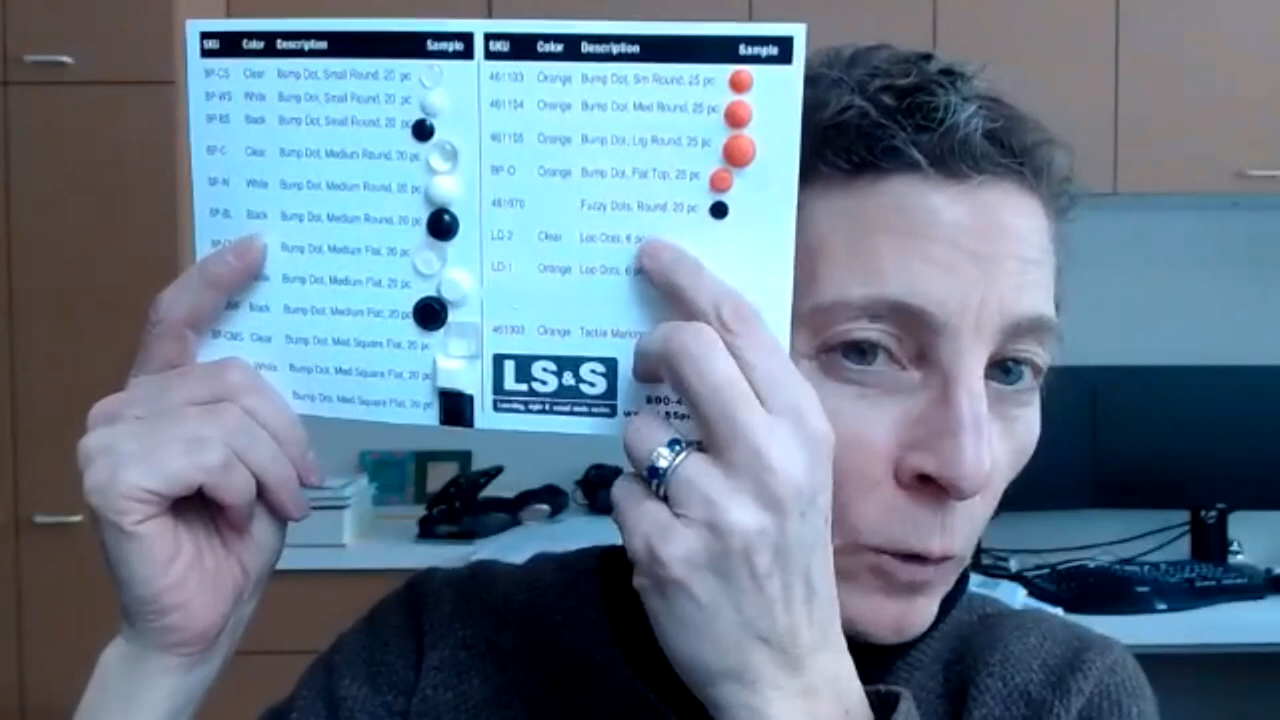 SKU Color Description Sample
BP-CS Clear Bump Dot, Small Round, 20 pc
BP-WS White Bump Dot, Small Round, 20 pc
BP-BS Black Bump Dot, Small Round, 20 pc
BP-C Clear Bump Dot, Medium Round, 20 pc
BP-W White Bump Dot, Medium Round, 20 pc
BP-BL Black Bump Dot, Medium Round, 20 pc
Bump Dot, Medium Flat, 20 pc
Bump Dot, Medium Flat, 20 pc
Black Bump Dot, Medium Flat, 20 pc
BP-CMS Clear Bump Dot, Med Square Flat, 20 pc
White Bump Dot, Med Square Flat, 20 pc
Bump Dot, Med Square Flat, 20 pc
SKU Color Description Sample
461103 Orange Bump Dot, Sm Round, 25 pc
461104 Orange Bump Dot, Med Round, 25 pc
461105 Orange Bump Dot, Lrg Round, 25 pc
BP-O Orange Bump Dot, Flat Top, 25 pc
461070 Fuzzy Dots, Round, 20 pc
LD-2 Clear Loc-Dots, 6 pc
LD-1 Orange Loc-Dots, 6
461303 Orange Tactile
LS&S
800-4